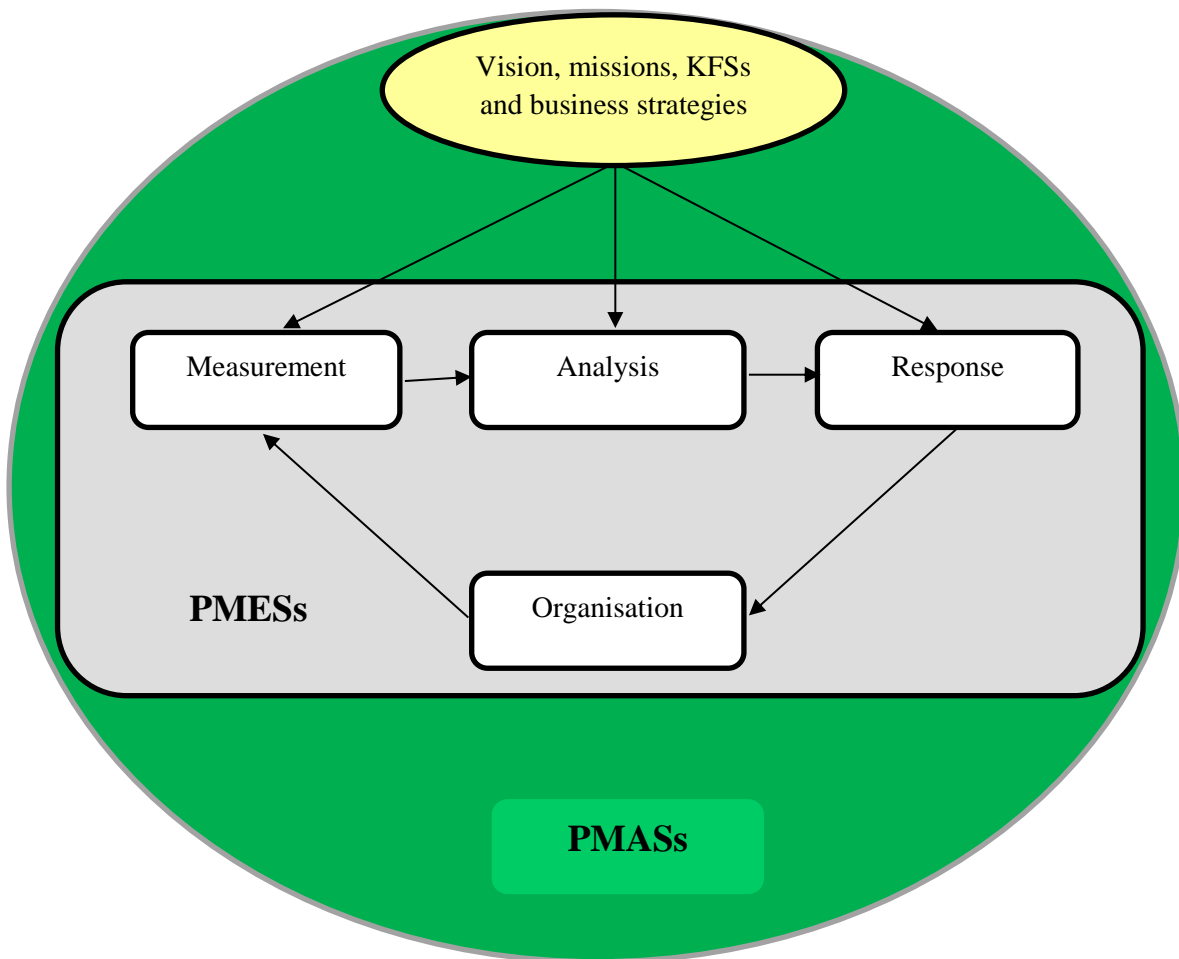 Vision, missions, KFSs
and business strategies
Measurement
Analysis
Response
Organisation
PMESs
PMASs